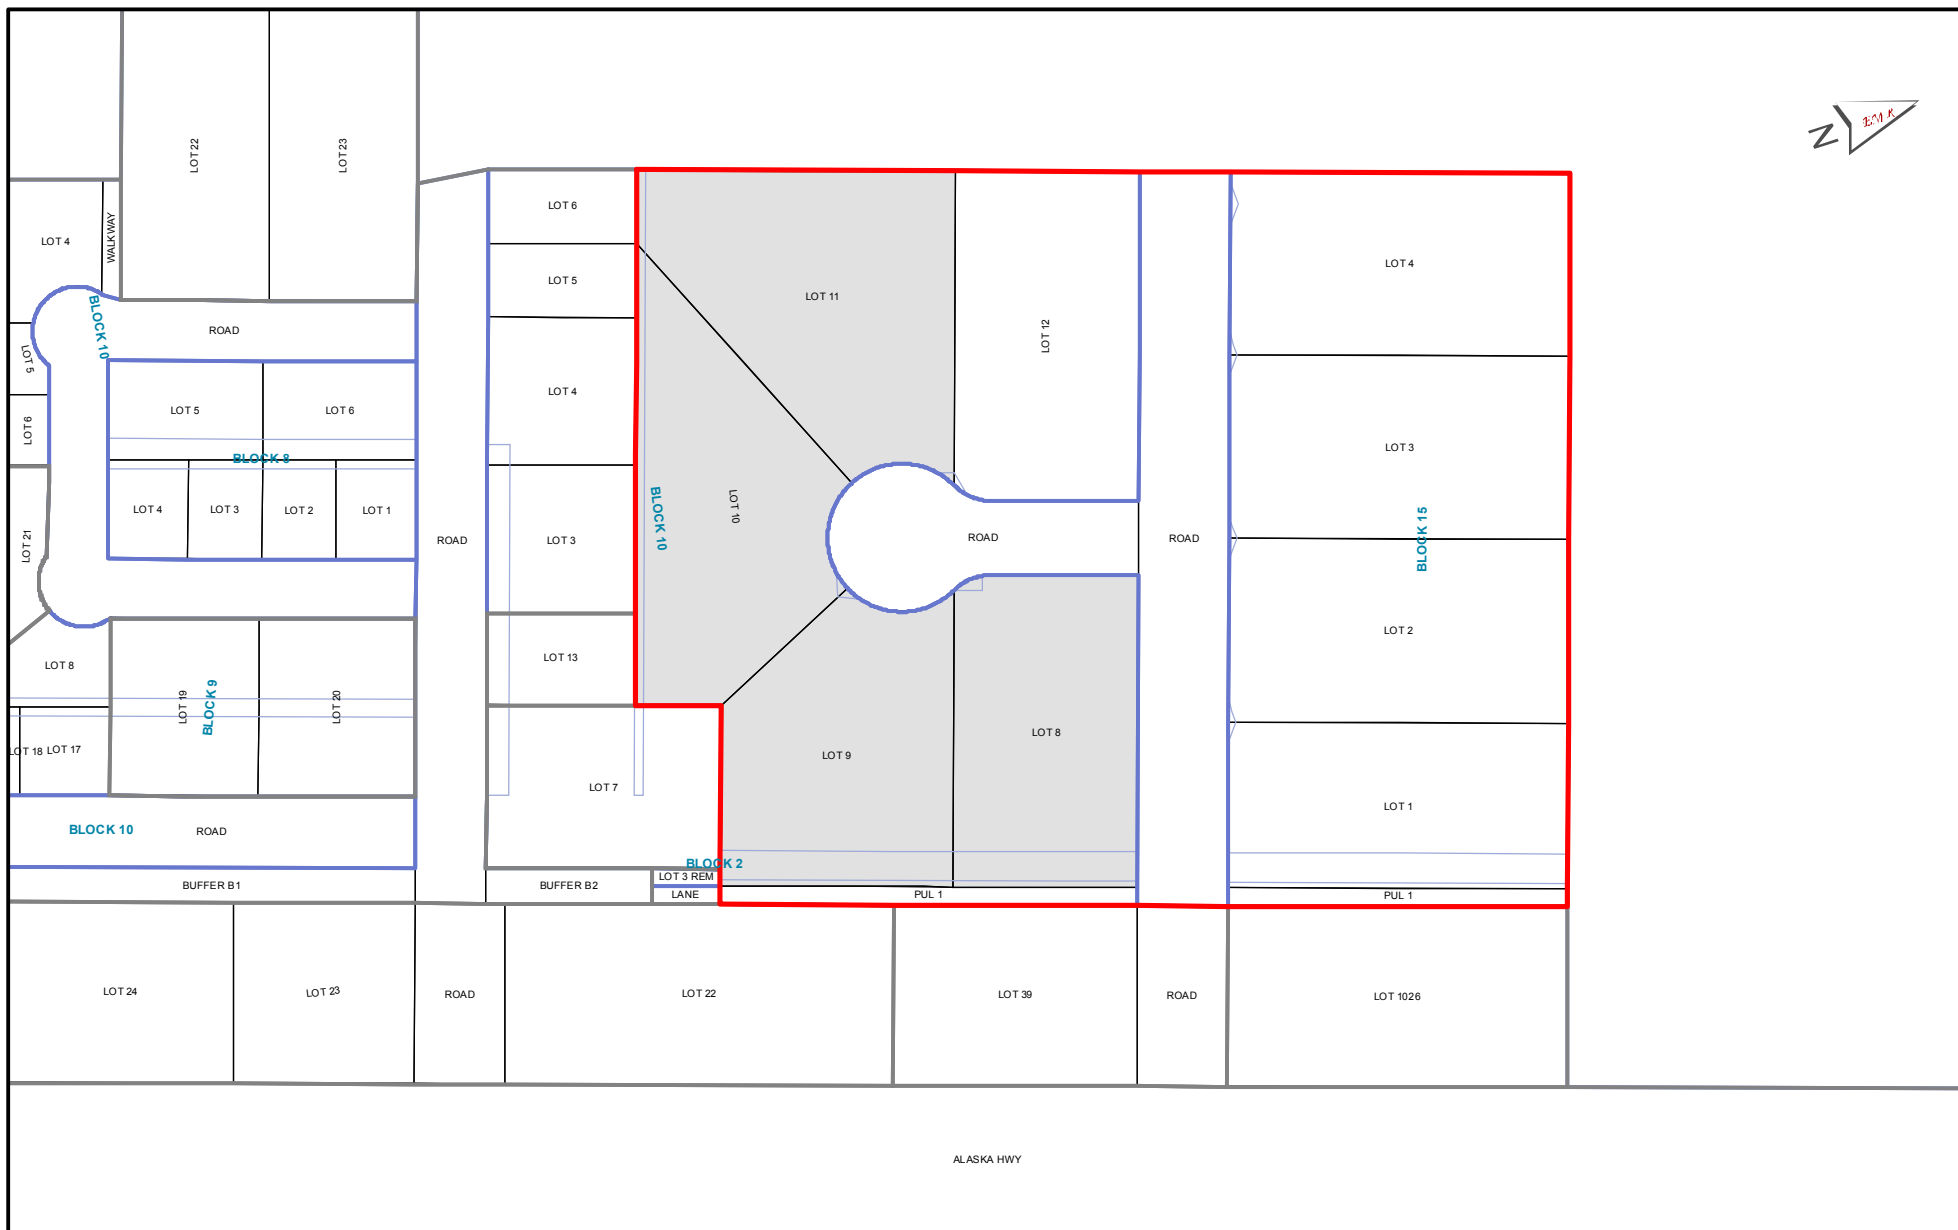 LOT 22
LOT 23
N
EMK
LOT 4
WALKWAY
LOT 6
LOT 5
LOT 11
LOT 12
LOT 4
BLOCK 10
ROAD
LOT 5
LOT 6
LOT 5
LOT 6
BLOCK 8
LOT 4
LOT 3
LOT 2
LOT 1
LOT 4
LOT 3
LOT 21
ROAD
LOT 3
BLOCK 10
LOT 10
ROAD
ROAD
BLOCK 15
LOT 2
LOT 8
LOT 19
BLOCK 9
LOT 20
LOT 13
LOT 18
LOT 17
LOT 7
LOT 9
LOT 8
LOT 1
BLOCK 10
ROAD
BLOCK 2
LOT 3 REM
BUFFER B1
BUFFER B2
LANE
PUL 1
PUL 1
LOT 24
LOT 23
ROAD
LOT 22
LOT 39
ROAD
LOT 1026
ALASKA HWY